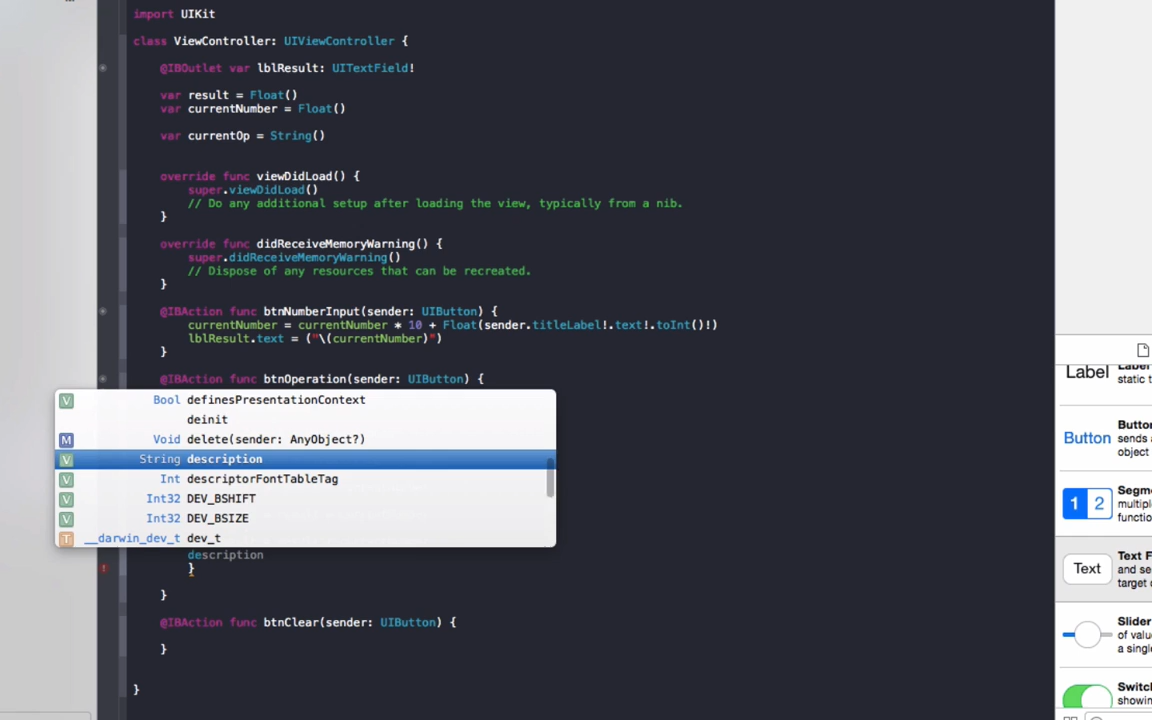 import UIKit
class ViewController: UIViewController {
@IBOutlet var lblResult: UITextField!
var result = Float()
var currentNumber = Float()
var currentOp = String()
override func viewDidLoad() {
super.viewDidLoad()
// Do any additional setup after loading the view, typically from a nib.
}
override func didReceiveMemoryWarning() {
super.didReceiveMemoryWarning()
// Dispose of any resources that can be recreated.
}
@IBAction func btnNumberInput(sender: UIButton) {
currentNumber = currentNumber * 10 + Float(sender.titleLabel!.text!.toInt()!)
lblResult.text = ("\(currentNumber)")
}
@IBAction func btnOperation(sender: UIButton) {
V Bool definesPresentationContext
deinit
M Void delete(sender: AnyObject?)
V String description
V Int descriptorFontTableTag
V Int32 DEV_BSHIFT
V Int32 DEV_BSIZE
T __darwin_dev_t dev_t
description
}
}
@IBAction func btnClear(sender: UIButton) {
}
}
Label
static t
Button Button
sends a
object
1 2 Segm
multip
functio
Text Text F
and se
target
Slider
of valu
a singl
Switc
showin